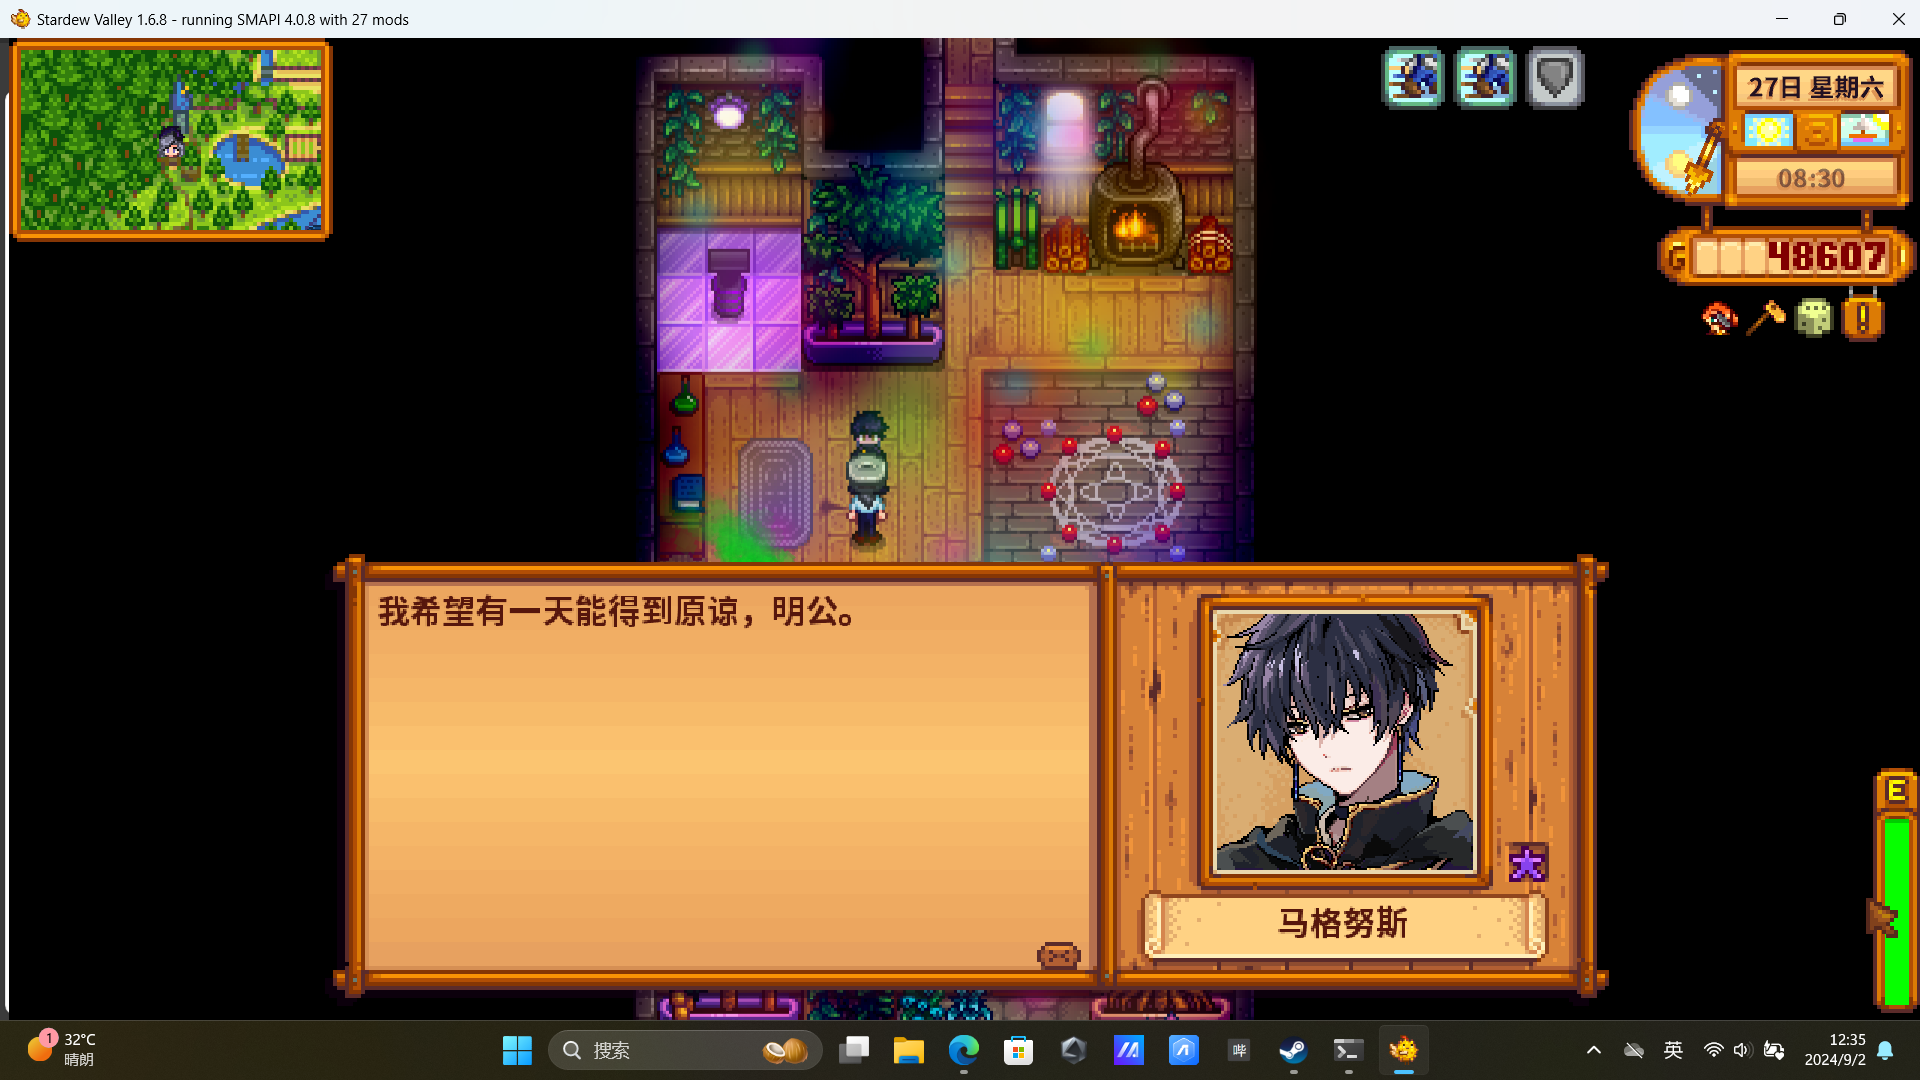 Stardew Valley 1.6.8 - running SMAPI 4.0.8 with 27 mods
27日 星期六
08:30
G 48607
我希望有一天能得到原谅，明公。
马格努斯
E
1
32°C
晴朗
搜索
哔
英
12:35
2024/9/2